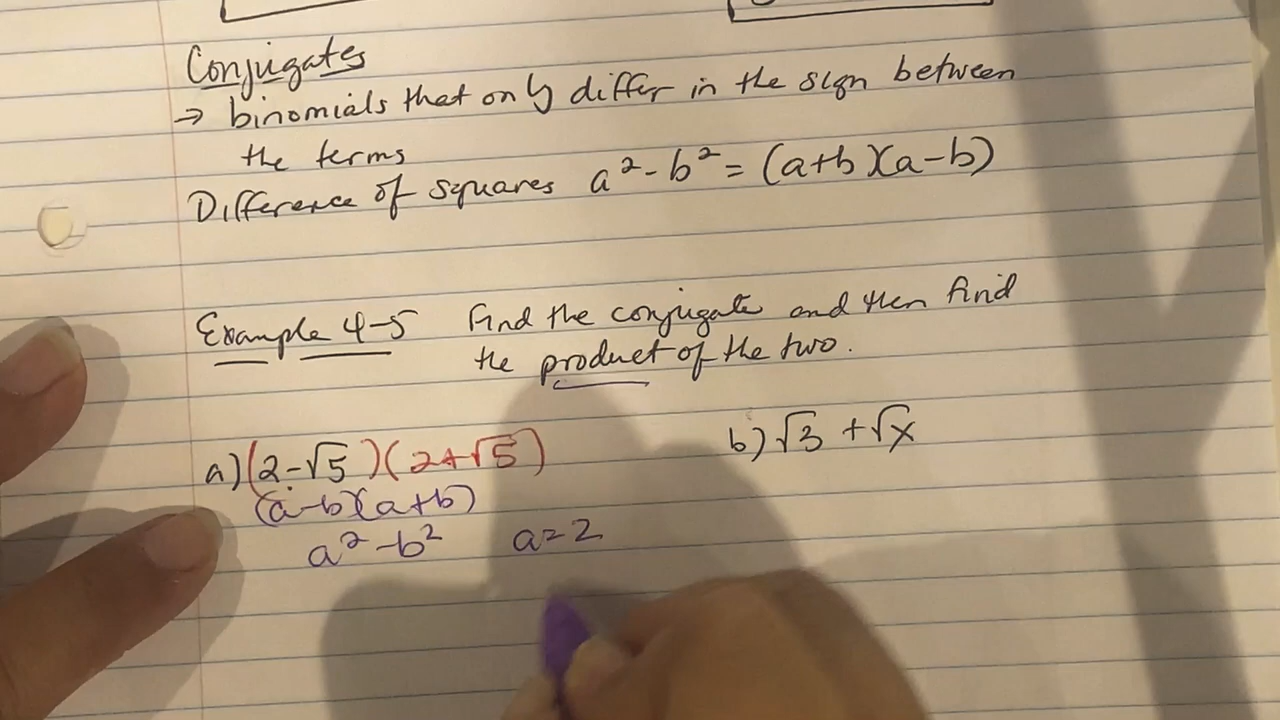 Conjugates
→ binomials that only differ in the sign between
the terms
Difference of squares a² - b² = (a+b)(a-b)
Example 4-5 Find the conjugate and then find
the product of the two.
a) (2-√5)(2+√5)
b) √3 + √x
(a-b)(a+b)
a² - b² a=2